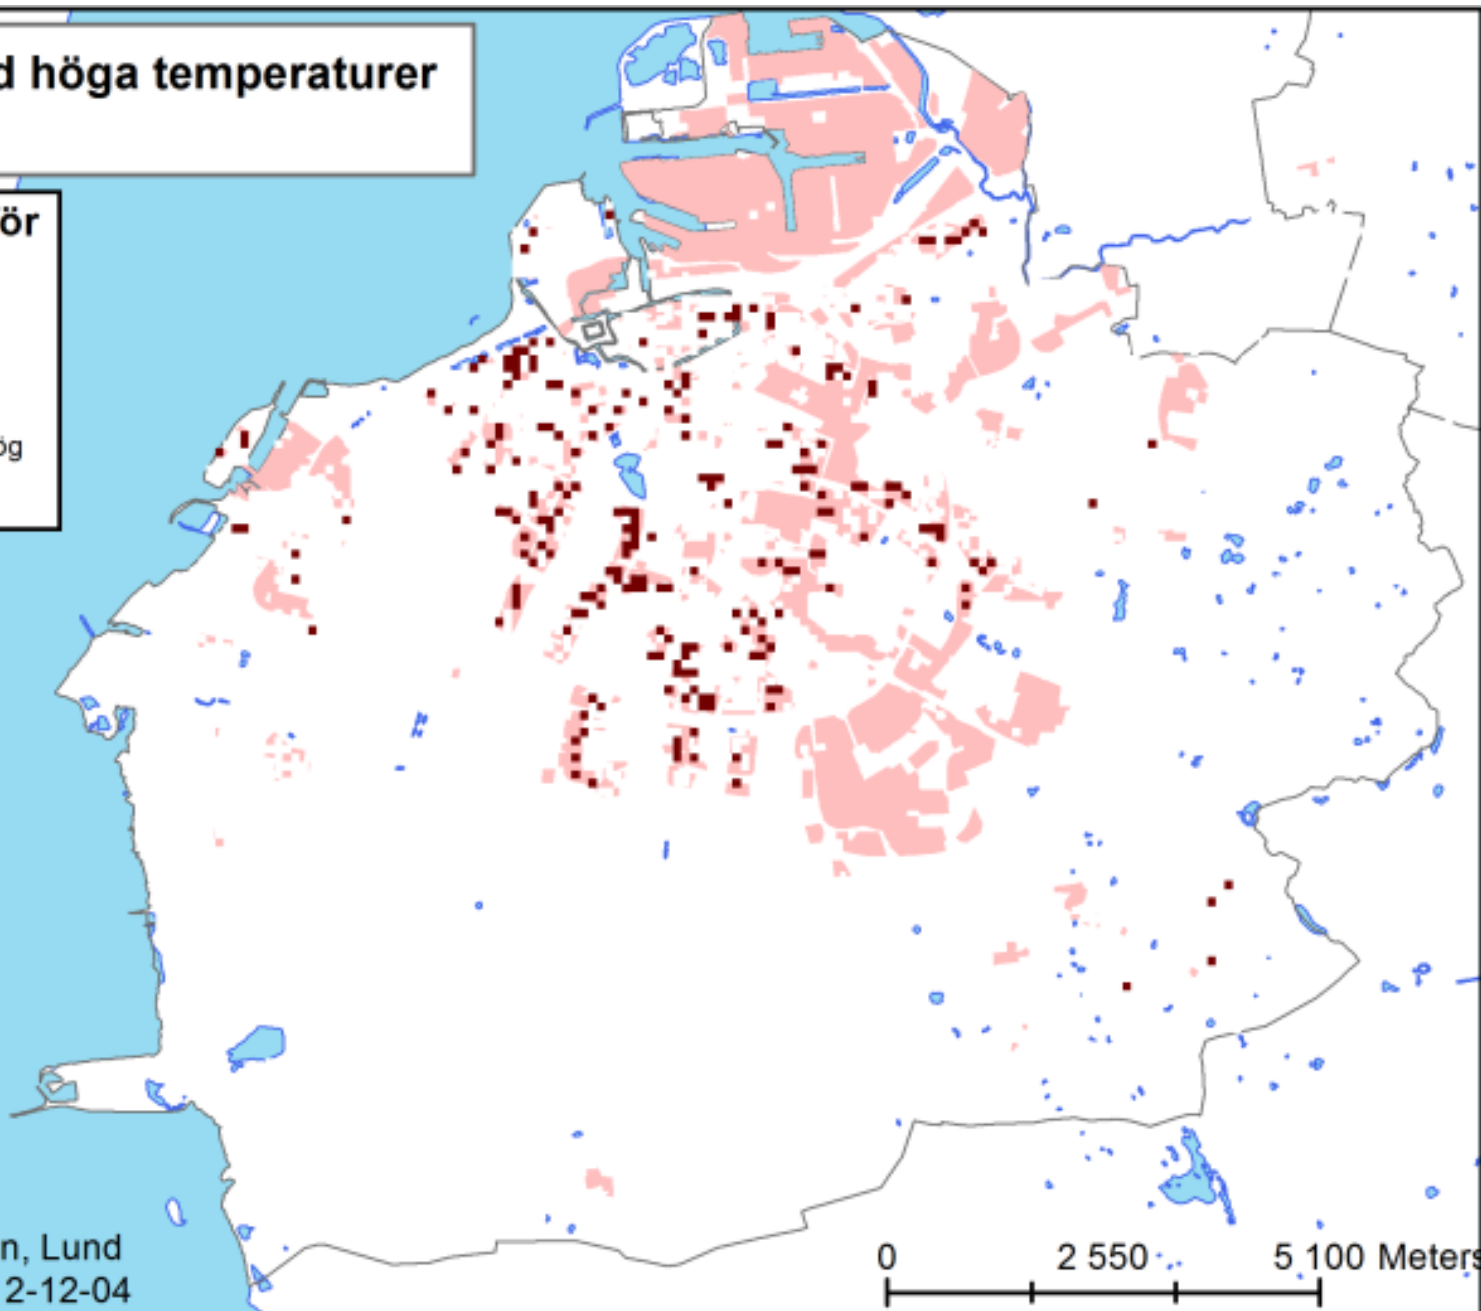 d höga temperaturer
ör
ög
n, Lund
2-12-04
0 2 550 5 100 Meters